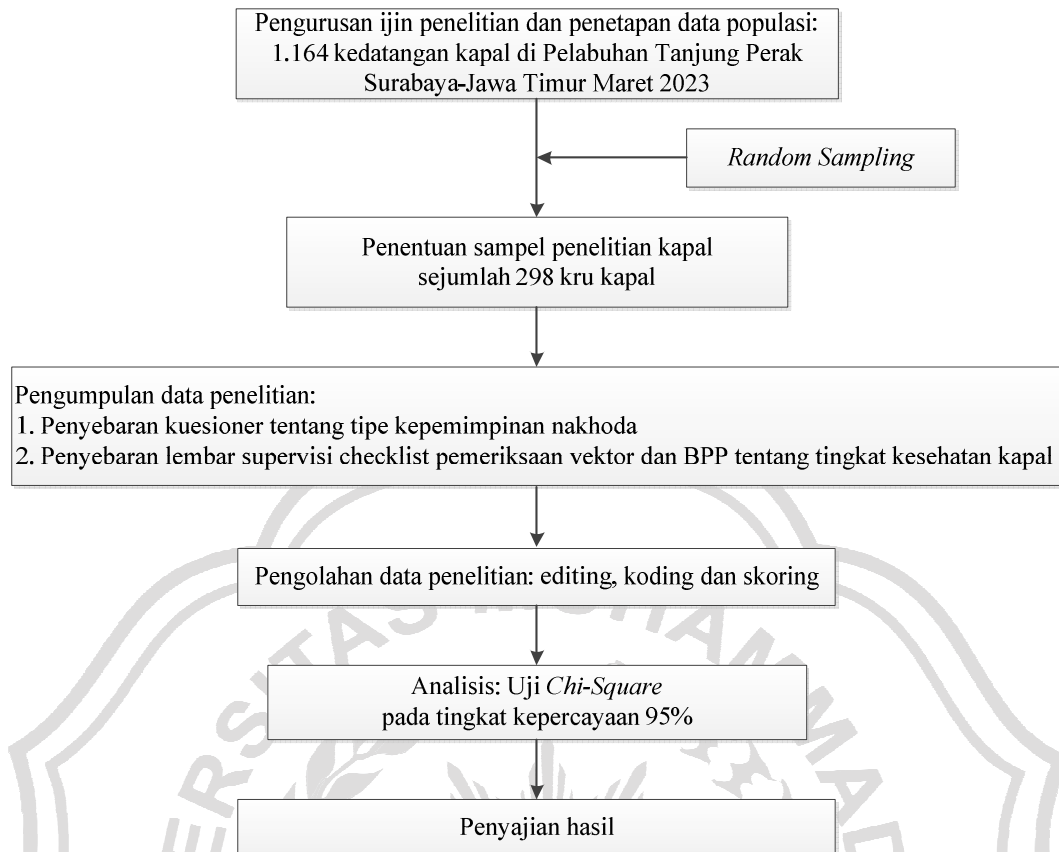 Pengurusan ijin penelitian dan penetapan data populasi:
1.164 kedatangan kapal di Pelabuhan Tanjung Perak
Surabaya-Jawa Timur Maret 2023
Random Sampling
Penentuan sampel penelitian kapal
sejumlah 298 kru kapal
Pengumpulan data penelitian:
1. Penyebaran kuesioner tentang tipe kepemimpinan nakhoda
2. Penyebaran lembar supervisi checklist pemeriksaan vektor dan BPP tentang tingkat kesehatan kapal
Pengolahan data penelitian: editing, koding dan skoring
Analisis: Uji Chi-Square
pada tingkat kepercayaan 95%
Penyajian hasil
ERSITAS MUHAMMAD